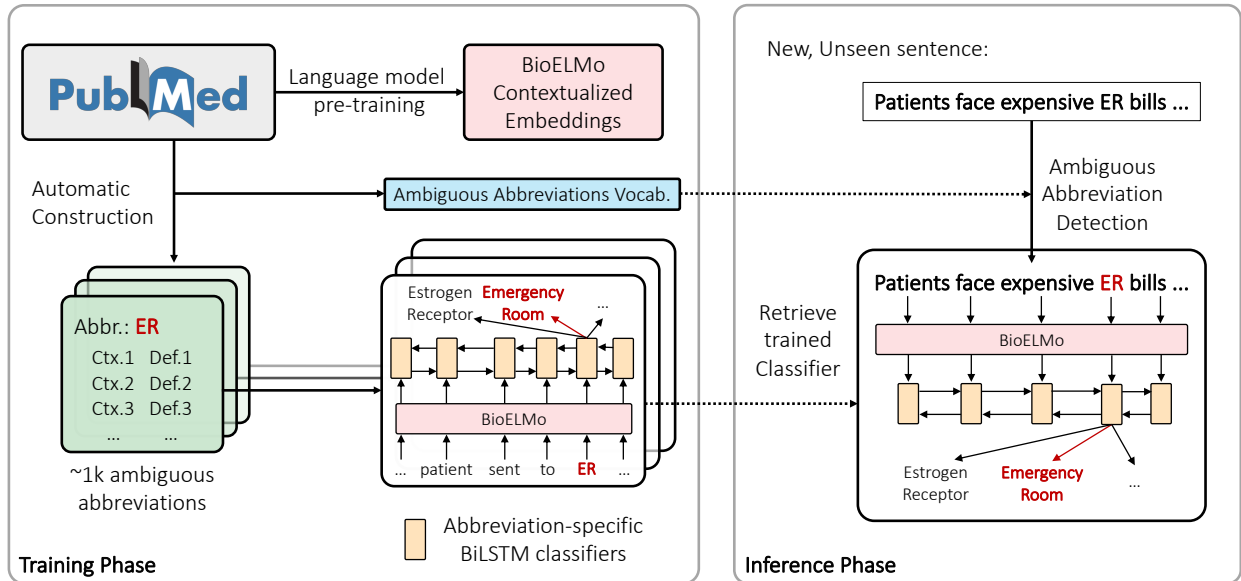 PubMed
Language model
pre-training
BioELMo
Contextualized
Embeddings
Automatic
Construction
Ambiguous Abbreviations Vocab.
Abbr.: ER
Ctx.1 Def.1
Ctx.2 Def.2
Ctx.3 Def.3
... ...
~1k ambiguous
abbreviations
Estrogen
Receptor
Emergency
Room
...
BioELMo
... patient sent to ER ...
Abbreviation-specific
BiLSTM classifiers
Training Phase
New, Unseen sentence:
Patients face expensive ER bills ...
Ambiguous
Abbreviation
Detection
Retrieve
trained
Classifier
Patients face expensive ER bills ...
BioELMo
Estrogen
Receptor
Emergency
Room
...
Inference Phase